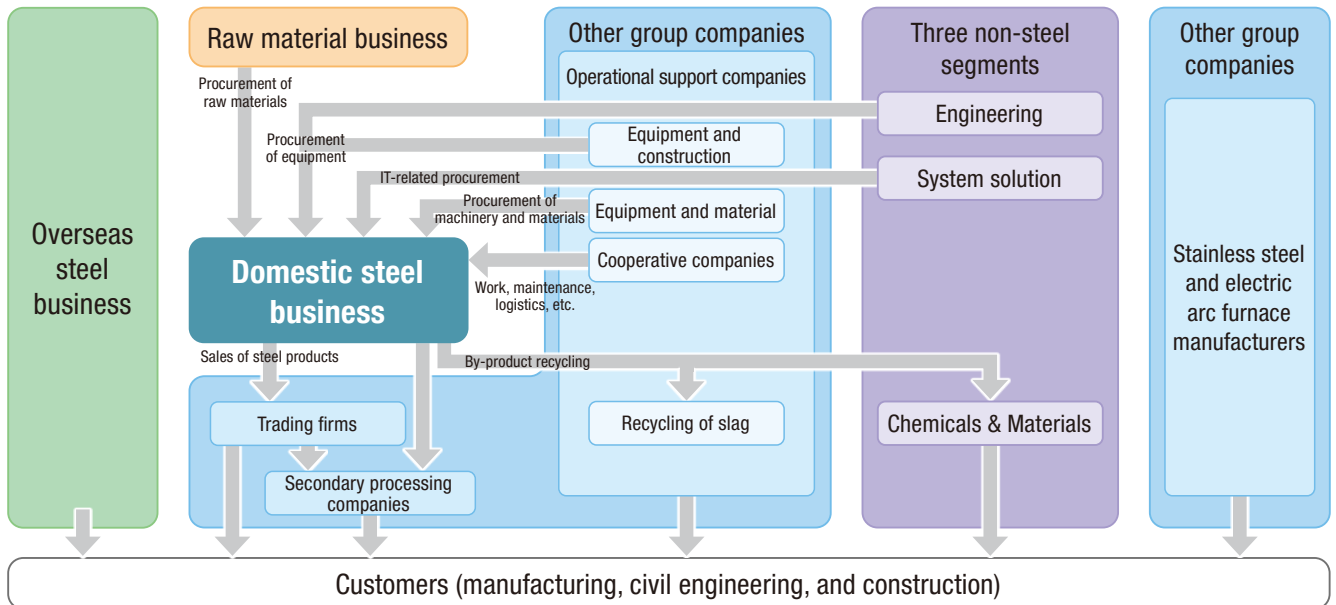 Overseas
steel
business
Raw material business
Procurement of
raw materials
Procurement
of equipment
IT-related procurement
Procurement of
machinery and materials
Domestic steel
business
Work, maintenance,
logistics, etc.
Sales of steel products
By-product recycling
Trading firms
Secondary processing
companies
Other group companies
Operational support companies
Equipment and
construction
Equipment and material
Cooperative companies
Recycling of slag
Three non-steel
segments
Engineering
System solution
Chemicals & Materials
Other group
companies
Stainless steel
and electric
arc furnace
manufacturers
Customers (manufacturing, civil engineering, and construction)